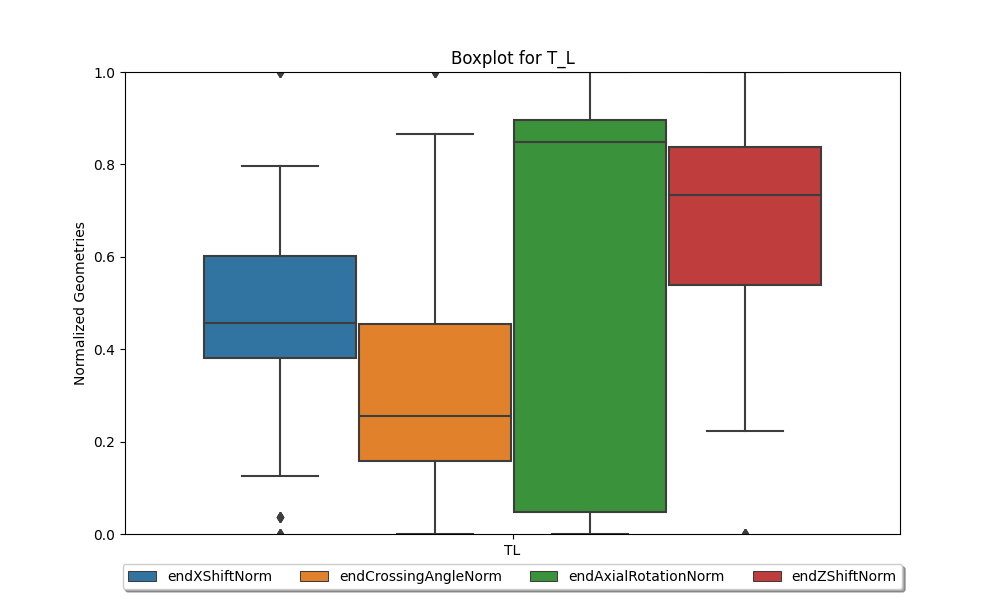 Boxplot for T_L
1.0
0.8
0.6
0.4
0.2
0.0
Normalized Geometries
TL
endXShiftNorm endCrossingAngleNorm endAxialRotationNorm endZShiftNorm